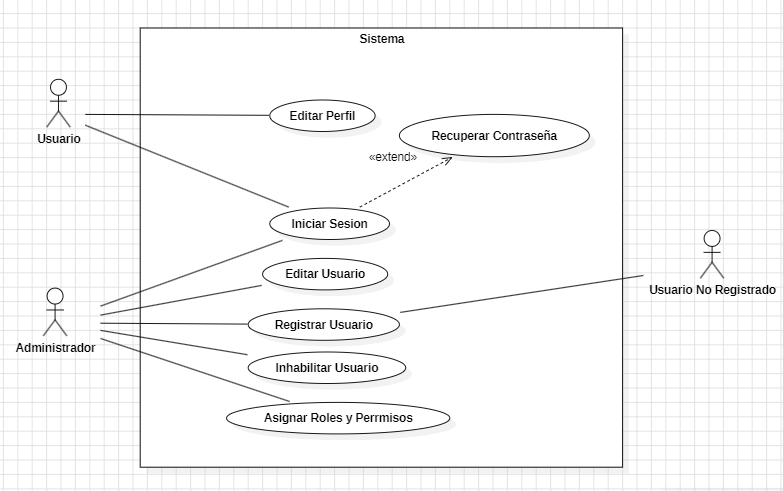 Sistema
Usuario
Editar Perfil
Recuperar Contraseña
«extend»
Iniciar Sesion
Editar Usuario
Usuario No Registrado
Registrar Usuario
Administrador
Inhabilitar Usuario
Asignar Roles y Perrmisos